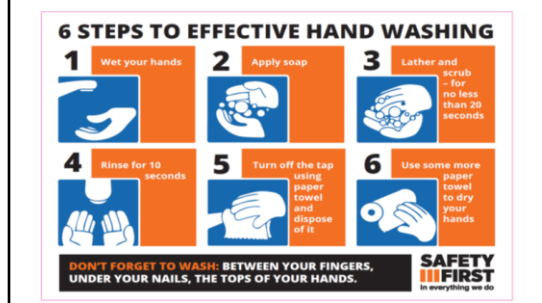 6 STEPS TO EFFECTIVE HAND WASHING
1 Wet your hands
2 Apply soap
3 Lather and
scrub
– for
no less
than 20
seconds
4 Rinse for 10
seconds
5 Turn off the tap
using
paper
towel
and
dispose
of it
6 Use some more
paper
towel
to dry
your
hands
DON'T FORGET TO WASH: BETWEEN YOUR FINGERS,
UNDER YOUR NAILS, THE TOPS OF YOUR HANDS.
SAFETY
FIRST
In everything we do